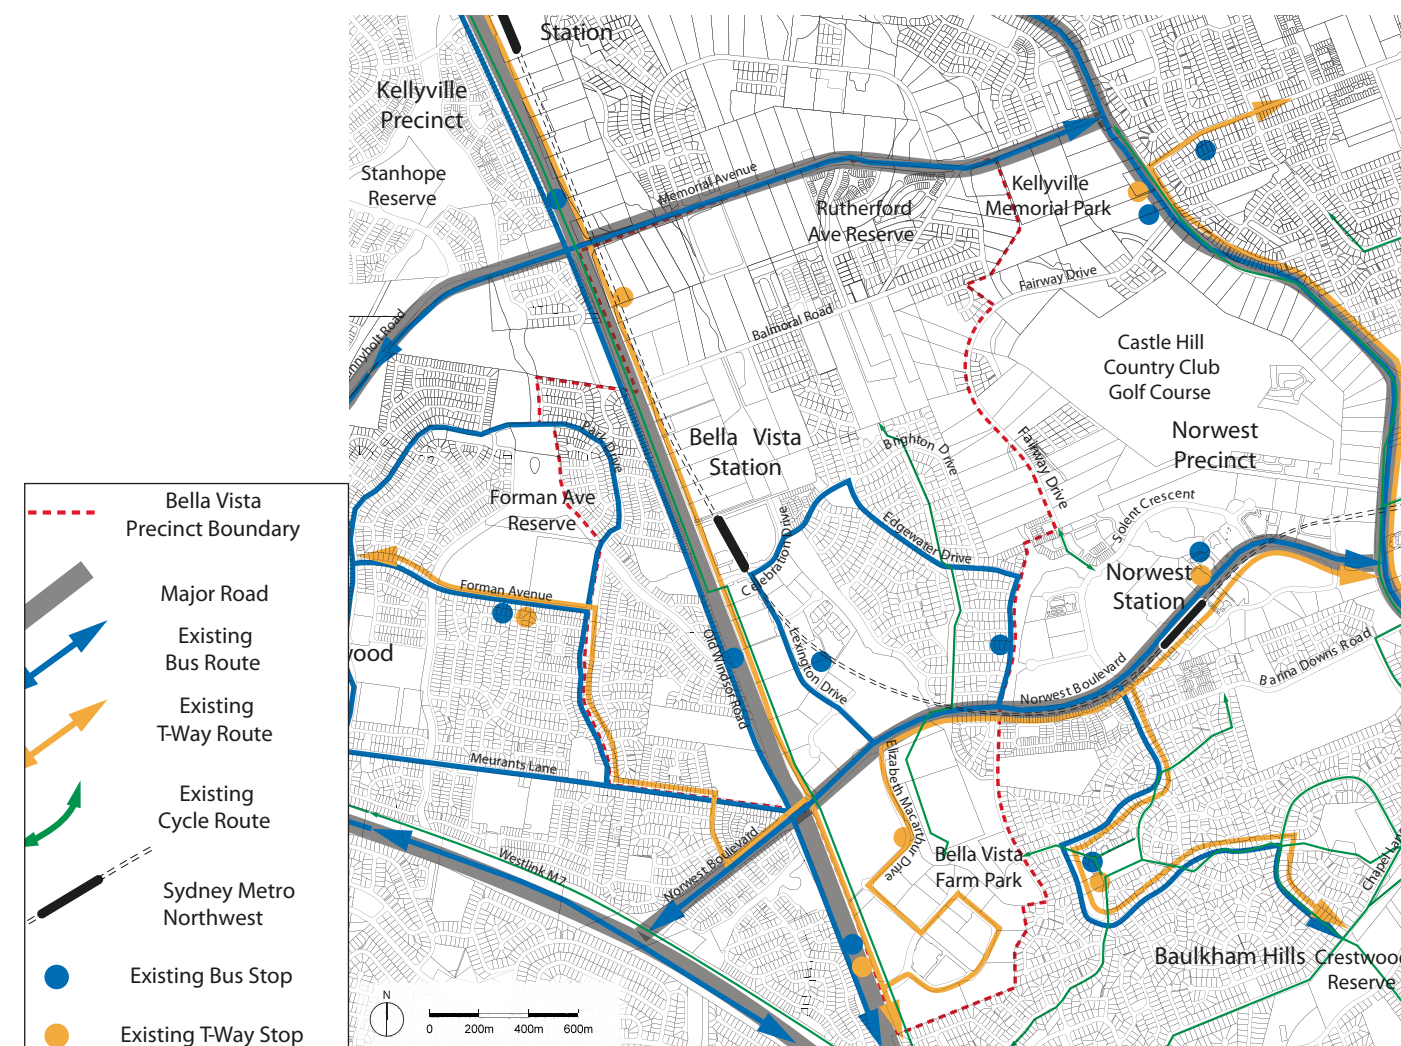 Station
Kellyville
Precinct
Stanhope
Reserve
Memorial Avenue
Kellyville
Memorial Park
Rutherford
Ave Reserve
Fairway Drive
Balmoral Road
nnyholt Road
Castle Hill
Country Club
Golf Course
Norwest
Precinct
Bella Vista
Station
Brighton Drive
Fairway Drive
Park Drive
Forman Ave
Reserve
Solent Crescent
Edgewater Drive
Celebration Drive
Norwest
Station
Forman Avenue
wood
Old Windsor Road
Lexington Drive
Norwest Boulevard
Barina Downs Road
Meurants Lane
Elizabeth Macarthur Drive
Norwest Boulevard
Westlink M7
Bella Vista
Farm Park
Chapel Lane
Baulkham Hills
Crestwood
Reserve
N
0 200m 400m 600m
Bella Vista
Precinct Boundary
Major Road
Existing
Bus Route
Existing
T-Way Route
Existing
Cycle Route
Sydney Metro
Northwest
Existing Bus Stop
Existing T-Way Stop